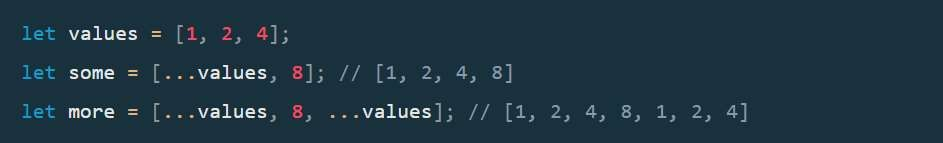 let values = [1, 2, 4];
let some = [...values, 8]; // [1, 2, 4, 8]
let more = [...values, 8, ...values]; // [1, 2, 4, 8, 1, 2, 4]